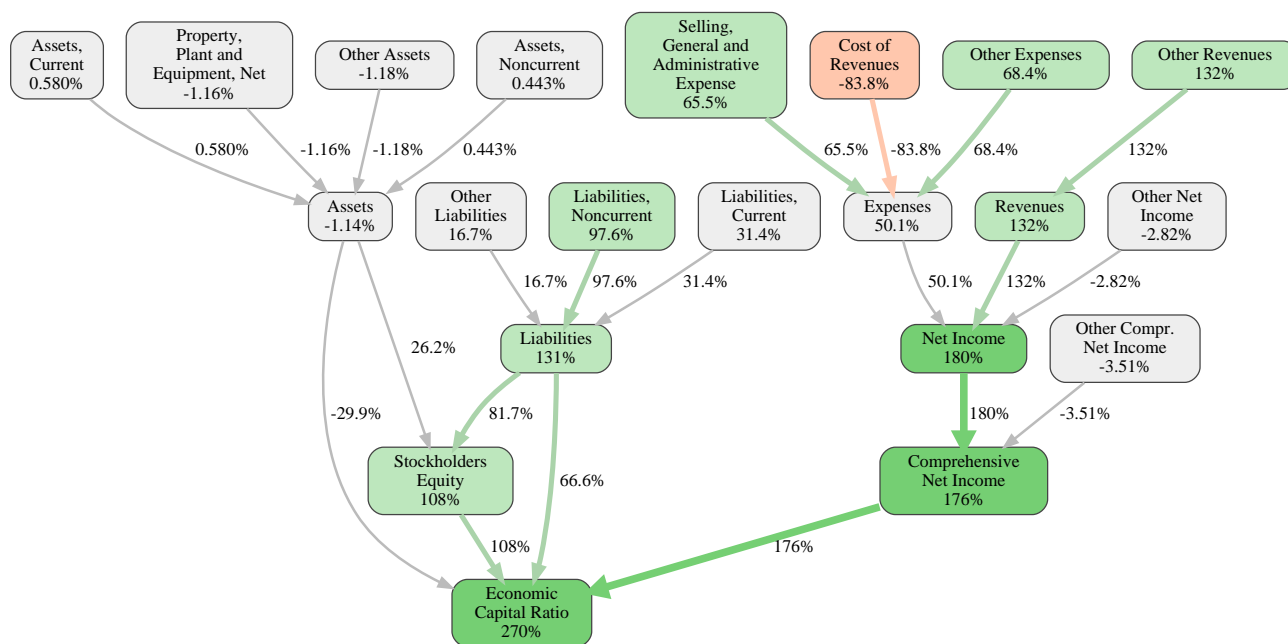 Assets,
Current
0.580%
Property,
Plant and
Equipment, Net
-1.16%
Other Assets
-1.18%
Assets,
Noncurrent
0.443%
Selling,
General and
Administrative
Expense
65.5%
Cost of
Revenues
-83.8%
Other Expenses
68.4%
Other Revenues
132%
0.580%
-1.16%
-1.18%
0.443%
65.5%
-83.8%
68.4%
132%
Assets
-1.14%
Other
Liabilities
16.7%
Liabilities,
Noncurrent
97.6%
Liabilities,
Current
31.4%
Expenses
50.1%
Revenues
132%
Other Net
Income
-2.82%
16.7%
97.6%
31.4%
50.1%
132%
-2.82%
Liabilities
131%
Net Income
180%
Other Compr.
Net Income
-3.51%
26.2%
-29.9%
81.7%
180%
-3.51%
Stockholders
Equity
108%
66.6%
Comprehensive
Net Income
176%
108%
176%
Economic
Capital Ratio
270%